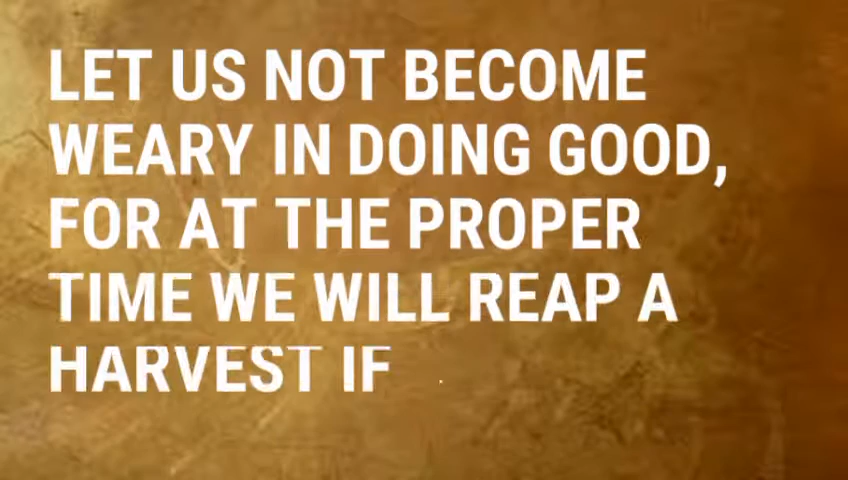 LET US NOT BECOME
WEARY IN DOING GOOD,
FOR AT THE PROPER
TIME WE WILL REAP A
HARVEST IF